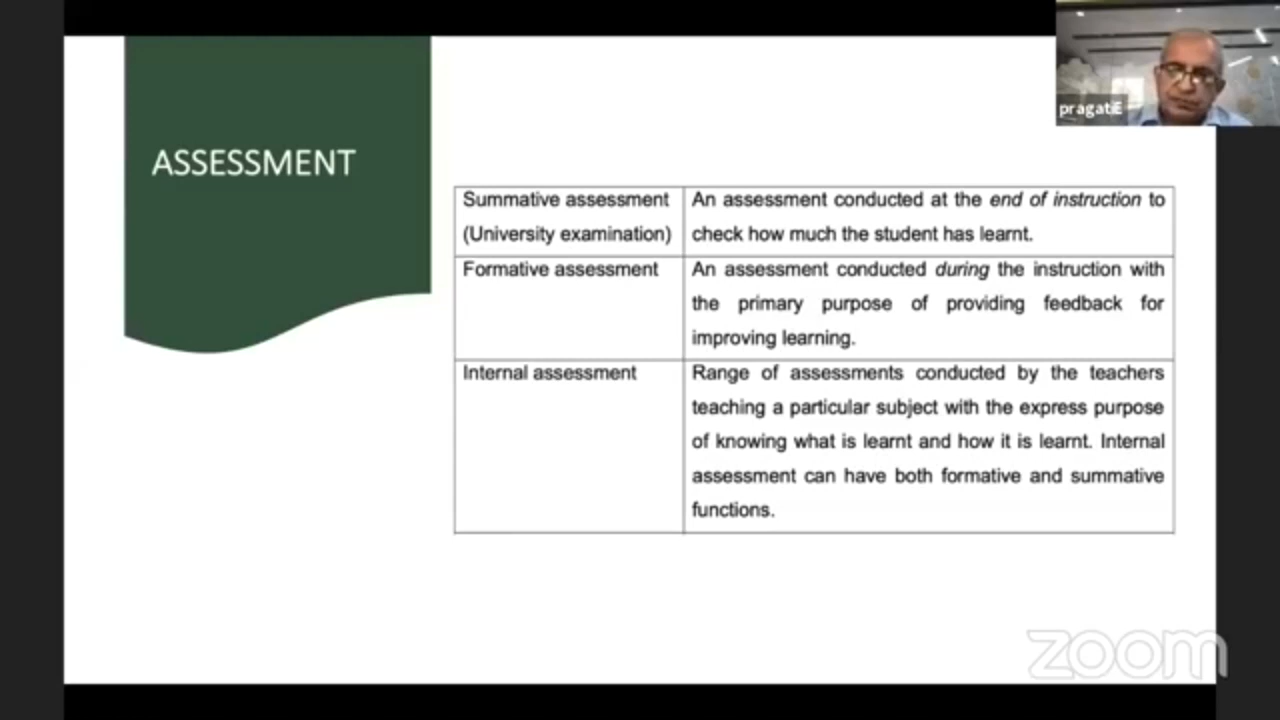 ASSESSMENT
Summative assessment
(University examination)
An assessment conducted at the end of instruction to
check how much the student has learnt.
Formative assessment
An assessment conducted during the instruction with
the primary purpose of providing feedback for
improving learning.
Internal assessment
Range of assessments conducted by the teachers
teaching a particular subject with the express purpose
of knowing what is learnt and how it is learnt. Internal
assessment can have both formative and summative
functions.
pragatiE
zoom